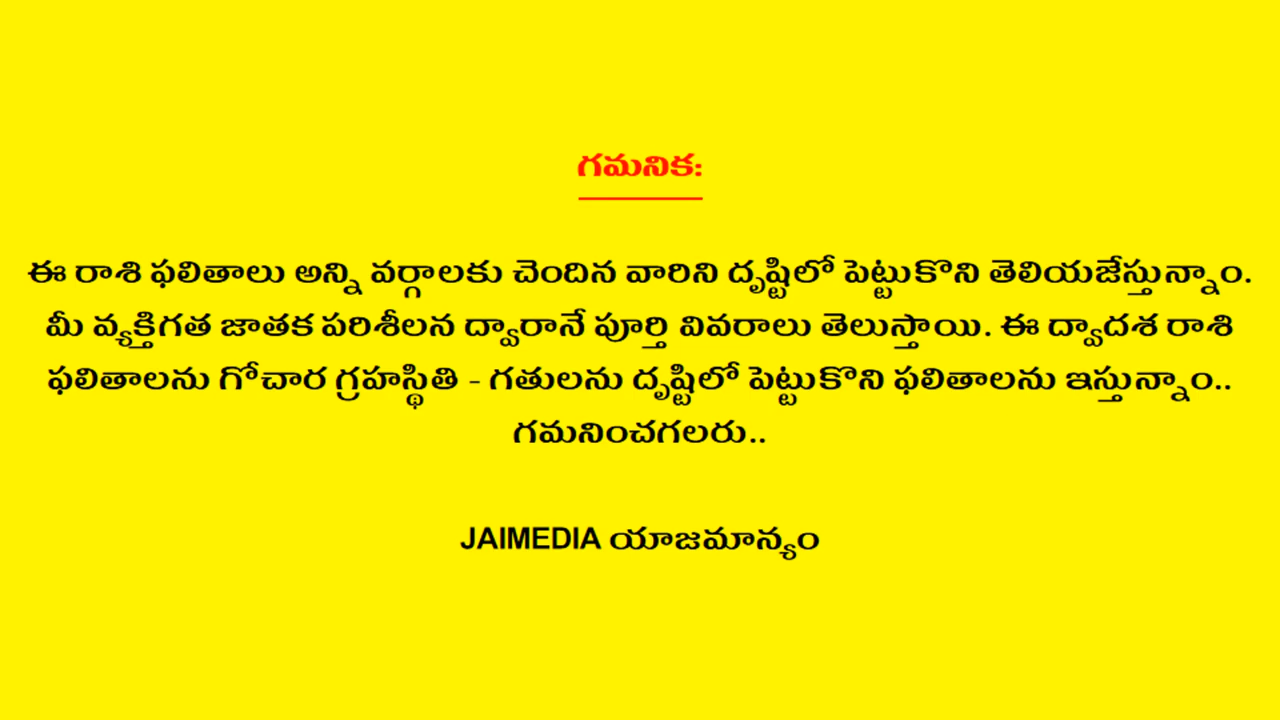 గమనిక:
ఈ రాశి ఫలితాలు అన్ని వర్గాలకు చెందిన వారిని దృష్టిలో పెట్టుకొని తెలియజేస్తున్నాం.
మీ వ్యక్తిగత జాతక పరిశీలన ద్వారానే పూర్తి వివరాలు తెలుస్తాయి. ఈ ద్వాదశ రాశి
ఫలితాలను గోచార గ్రహస్థితి - గతులను దృష్టిలో పెట్టుకొని ఫలితాలను ఇస్తున్నాం..
గమనించగలరు..
JAIMEDIA యాజమాన్యం